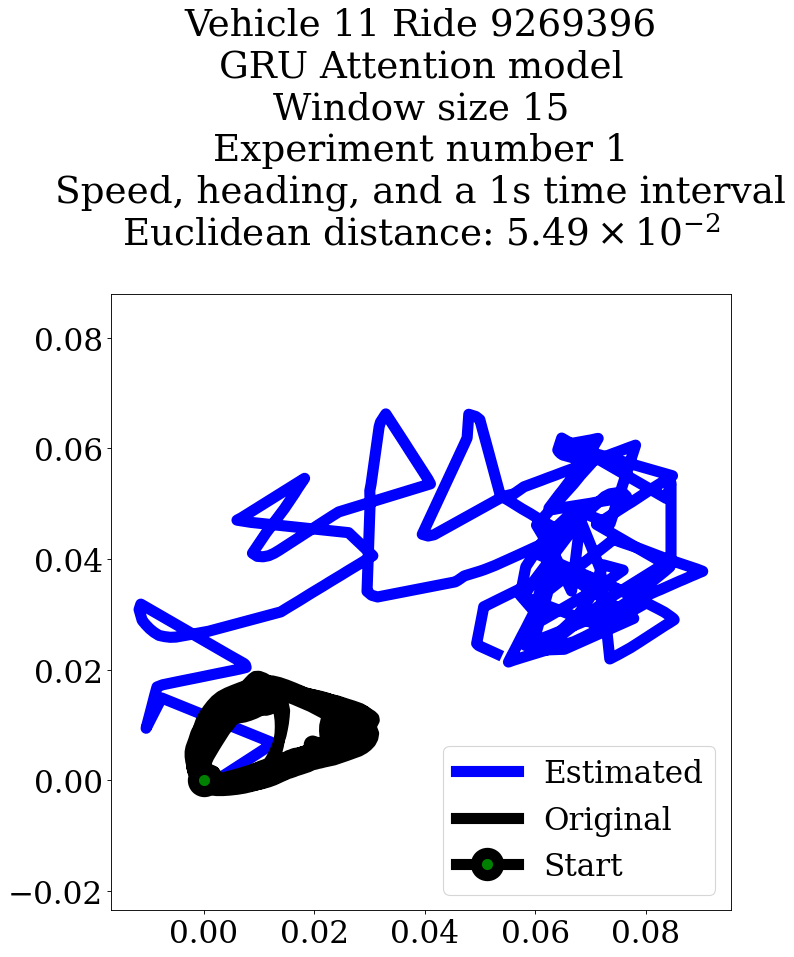 Vehicle 11 Ride 9269396
GRU Attention model
Window size 15
Experiment number 1
Speed, heading, and a 1s time interval
Euclidean distance: 5.49 × 10⁻²
0.08
0.06
0.04
0.02
0.00
−0.02
Estimated
Original
Start
0.00 0.02 0.04 0.06 0.08